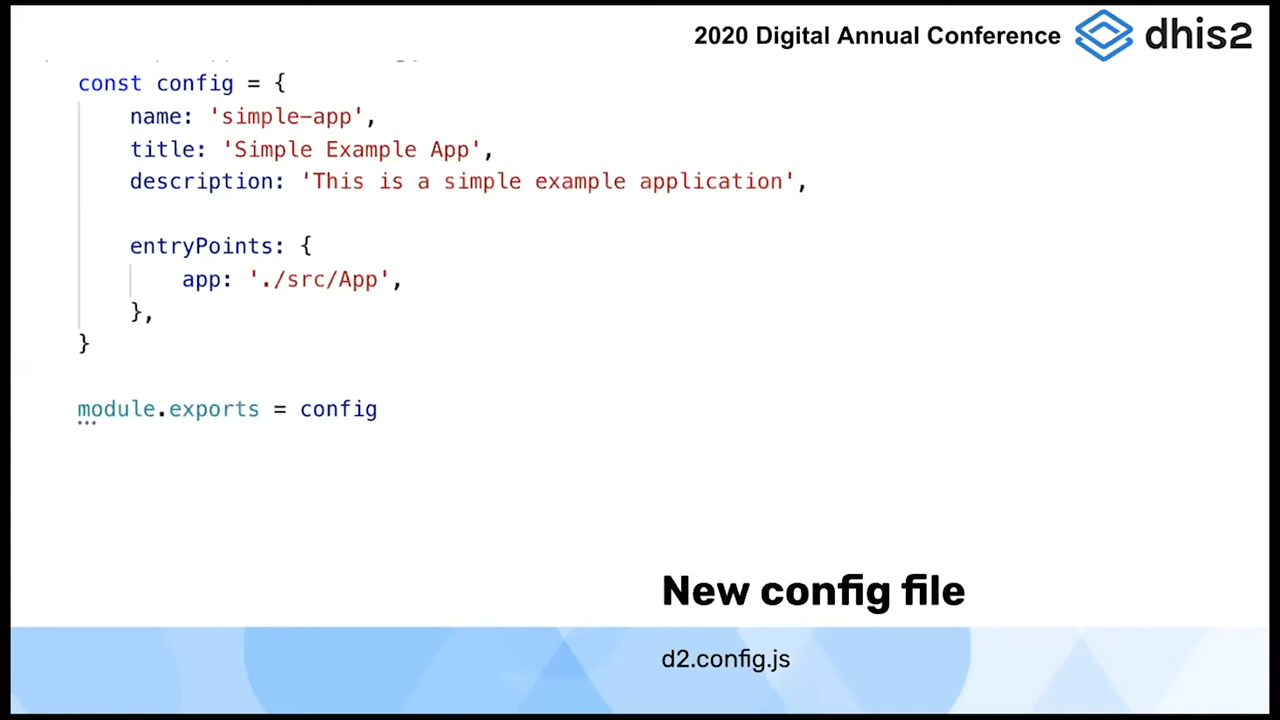 2020 Digital Annual Conference dhis2
const config = {
name: 'simple-app',
title: 'Simple Example App',
description: 'This is a simple example application',
entryPoints: {
app: './src/App',
},
}
module.exports = config
New config file
d2.config.js